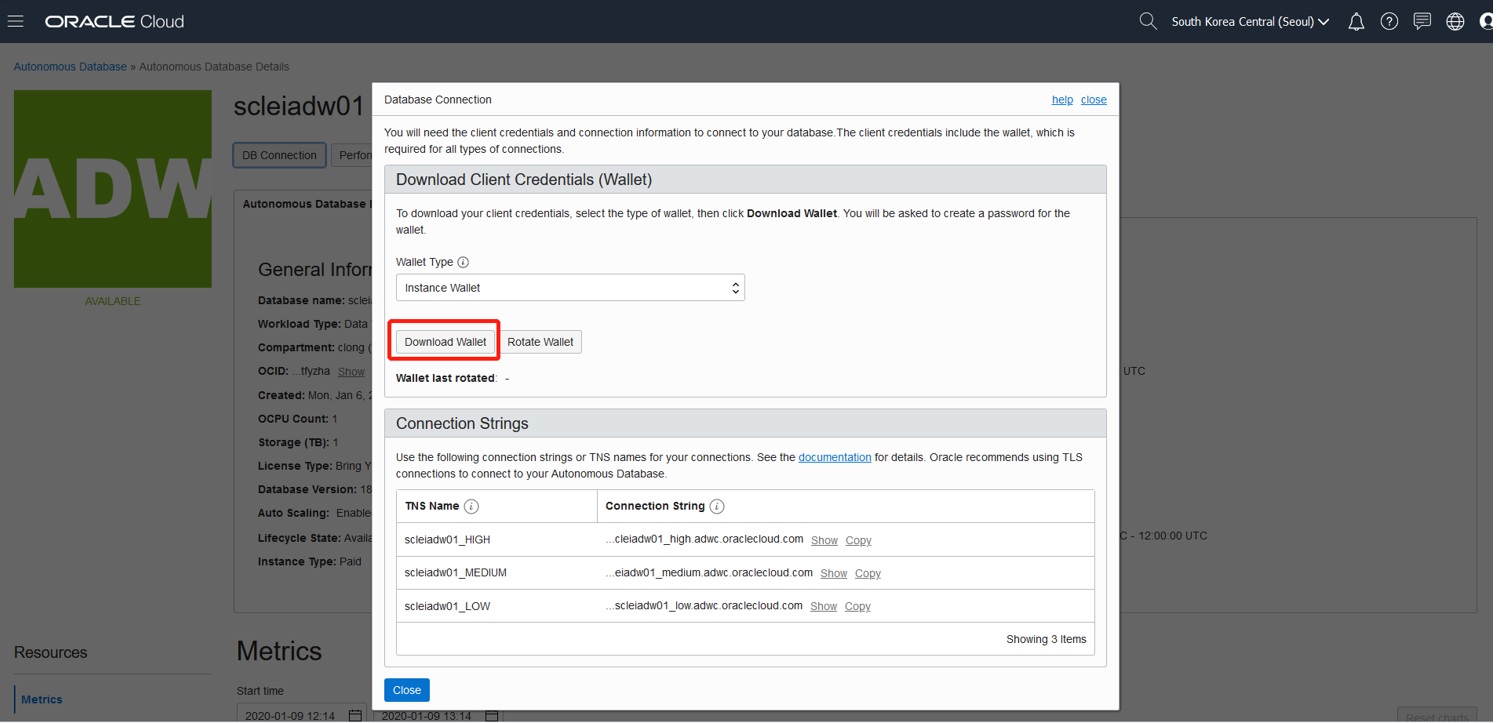 ORACLE Cloud
South Korea Central (Seoul)
Autonomous Database » Autonomous Database Details
ADW
AVAILABLE
scleiadw01
DB Connection
Autonomous Database
General Infor
Database name: sclei
Workload Type: Data
Compartment: clong (
OCID: ...tfyzha Show
Created: Mon, Jan 6, 2
OCPU Count: 1
Storage (TB): 1
License Type: Bring Y
Database Version: 18
Auto Scaling: Enable
Lifecycle State: Availa
Instance Type: Paid
Database Connection
help close
You will need the client credentials and connection information to connect to your database.The client credentials include the wallet, which is
required for all types of connections.
Download Client Credentials (Wallet)
To download your client credentials, select the type of wallet, then click Download Wallet. You will be asked to create a password for the
wallet.
Wallet Type
Instance Wallet
Download Wallet
Rotate Wallet
Wallet last rotated: -
Connection Strings
Use the following connection strings or TNS names for your connections. See the documentation for details. Oracle recommends using TLS
connections to connect to your Autonomous Database.
TNS Name Connection String
scleiadw01_HIGH ...cleiadw01_high.adwc.oraclecloud.com Show Copy
scleiadw01_MEDIUM ...eiadw01_medium.adwc.oraclecloud.com Show Copy
scleiadw01_LOW ...scleiadw01_low.adwc.oraclecloud.com Show Copy
Showing 3 Items
Close
UTC
- 12:00:00 UTC
Resources
Metrics
Metrics
Start time
2020-01-09 12:14
2020-01-09 13:14
Reset charts